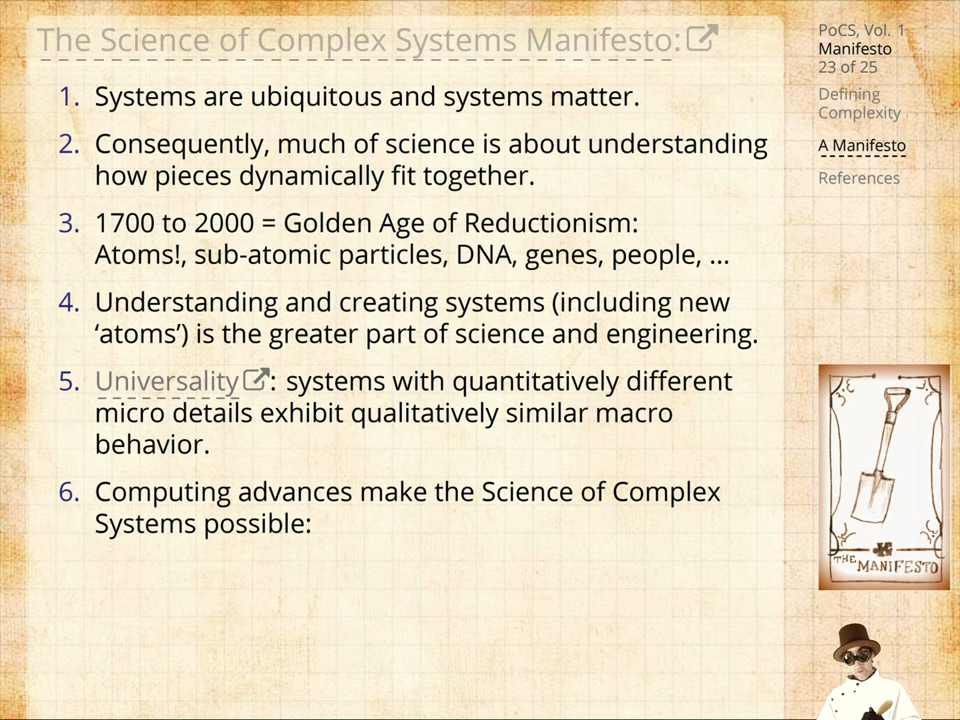 The Science of Complex Systems Manifesto:
1. Systems are ubiquitous and systems matter.
2. Consequently, much of science is about understanding
how pieces dynamically fit together.
3. 1700 to 2000 = Golden Age of Reductionism:
Atoms!, sub-atomic particles, DNA, genes, people, ...
4. Understanding and creating systems (including new
‘atoms’) is the greater part of science and engineering.
5. Universality: systems with quantitatively different
micro details exhibit qualitatively similar macro
behavior.
6. Computing advances make the Science of Complex
Systems possible:
PoCS, Vol. 1
Manifesto
23 of 25
Defining
Complexity
A Manifesto
References
THE MANIFESTO